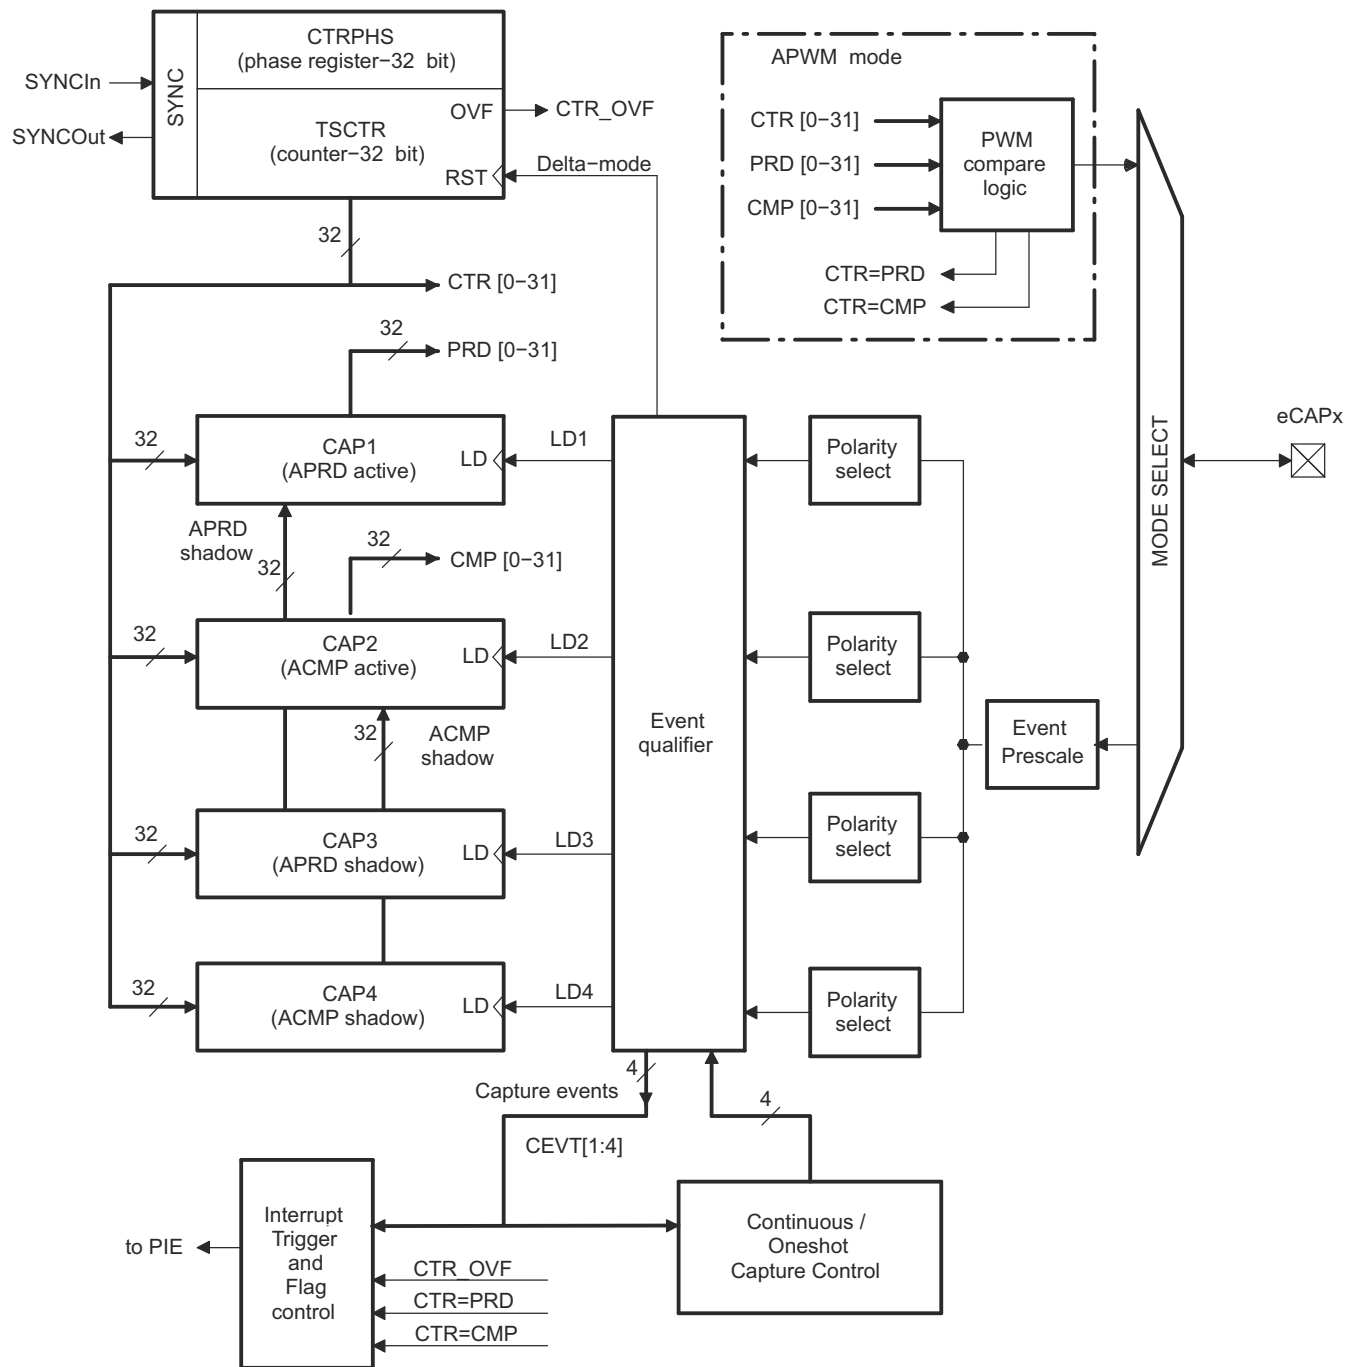 CTRPHS
(phase register−32 bit)
SYNC
SYNCIn
SYNCOut
OVF
CTR_OVF
TSCTR
(counter−32 bit)
RST
Delta−mode
32
CTR [0−31]
32
PRD [0−31]
APWM mode
CTR [0−31]
PRD [0−31]
CMP [0−31]
PWM
compare
logic
CTR=PRD
CTR=CMP
MODE SELECT
eCAPx
32
CAP1
(APRD active)
LD
LD1
Polarity
select
APRD
shadow
32
32
CMP [0−31]
32
CAP2
(ACMP active)
LD
LD2
Polarity
select
32
ACMP
shadow
Event
qualifier
Event
Prescale
32
CAP3
(APRD shadow)
LD
LD3
Polarity
select
32
CAP4
(ACMP shadow)
LD
LD4
Polarity
select
4
Capture events
CEVT[1:4]
4
Interrupt
Trigger
and
Flag
control
to PIE
CTR_OVF
CTR=PRD
CTR=CMP
Continuous /
Oneshot
Capture Control